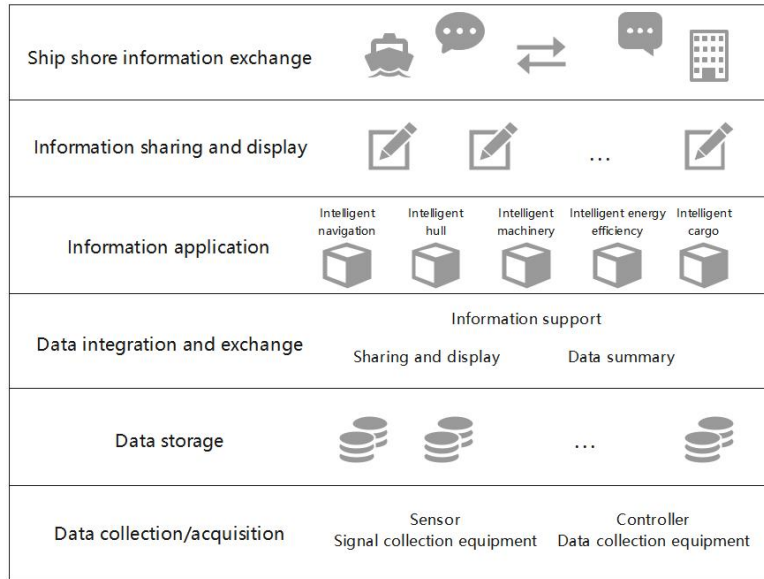 Ship shore information exchange
Information sharing and display
...
Information application
Intelligent navigation
Intelligent hull
Intelligent machinery
Intelligent energy efficiency
Intelligent cargo
Data integration and exchange
Information support
Sharing and display
Data summary
Data storage
...
Data collection/acquisition
Sensor
Signal collection equipment
Controller
Data collection equipment